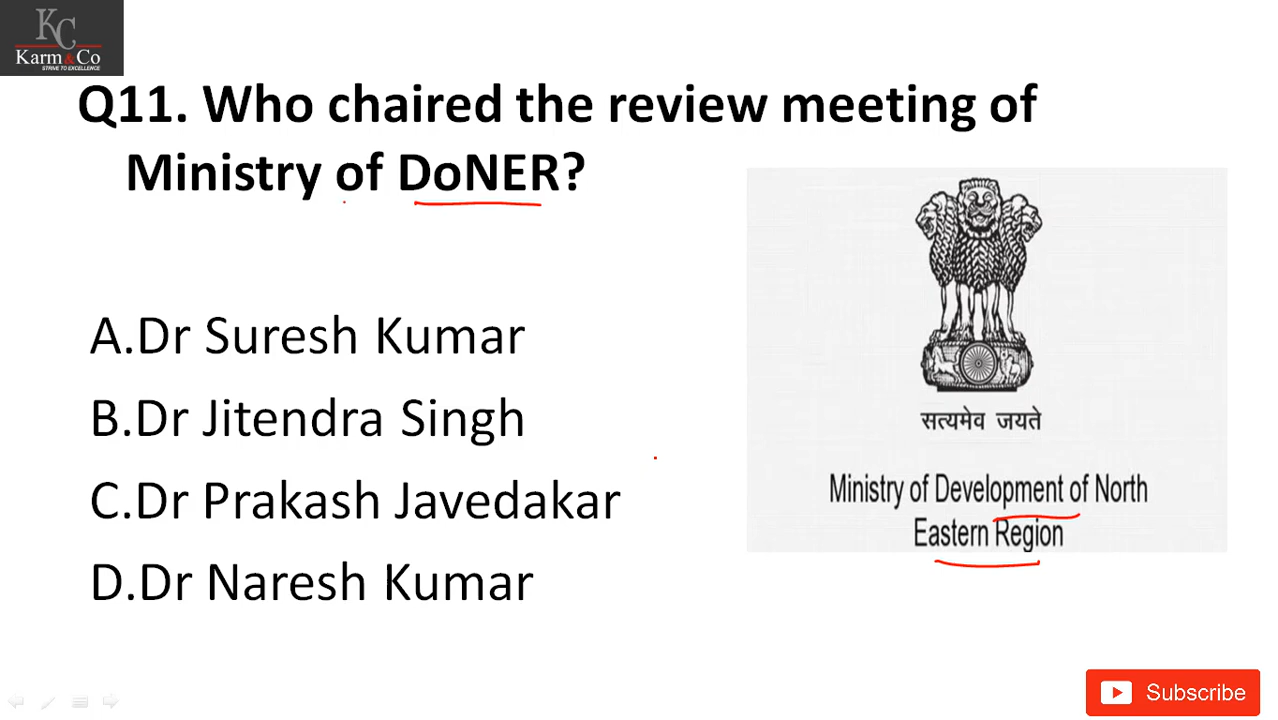 KC
Karm&Co
STRIVE TO EXCELLENCE
Q11. Who chaired the review meeting of
Ministry of DoNER?
A.Dr Suresh Kumar
B.Dr Jitendra Singh
C.Dr Prakash Javedakar
D.Dr Naresh Kumar
सत्यमेव जयते
Ministry of Development of North
Eastern Region
Subscribe